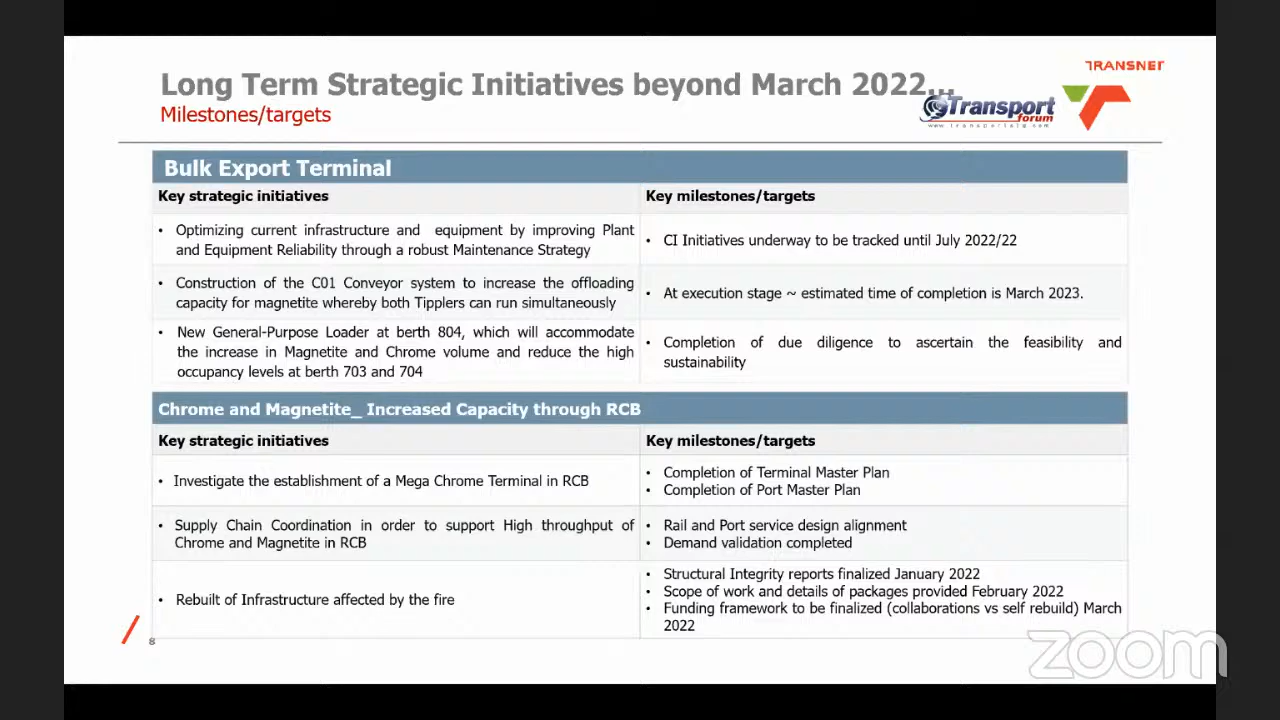 Long Term Strategic Initiatives beyond March 2022...
Milestones/targets
TRANSNET
Transport
forum
www.transportsig.com
Bulk Export Terminal
Key strategic initiatives
Key milestones/targets
• Optimizing current infrastructure and equipment by improving Plant
and Equipment Reliability through a robust Maintenance Strategy
• CI Initiatives underway to be tracked until July 2022/22
• Construction of the C01 Conveyor system to increase the offloading
capacity for magnetite whereby both Tipplers can run simultaneously
• At execution stage ~ estimated time of completion is March 2023.
• New General-Purpose Loader at berth 804, which will accommodate
the increase in Magnetite and Chrome volume and reduce the high
occupancy levels at berth 703 and 704
• Completion of due diligence to ascertain the feasibility and
sustainability
Chrome and Magnetite_ Increased Capacity through RCB
Key strategic initiatives
Key milestones/targets
• Investigate the establishment of a Mega Chrome Terminal in RCB
• Completion of Terminal Master Plan
• Completion of Port Master Plan
• Supply Chain Coordination in order to support High throughput of
Chrome and Magnetite in RCB
• Rail and Port service design alignment
• Demand validation completed
• Rebuilt of Infrastructure affected by the fire
• Structural Integrity reports finalized January 2022
• Scope of work and details of packages provided February 2022
• Funding framework to be finalized (collaborations vs self rebuild) March
2022
8
zoom